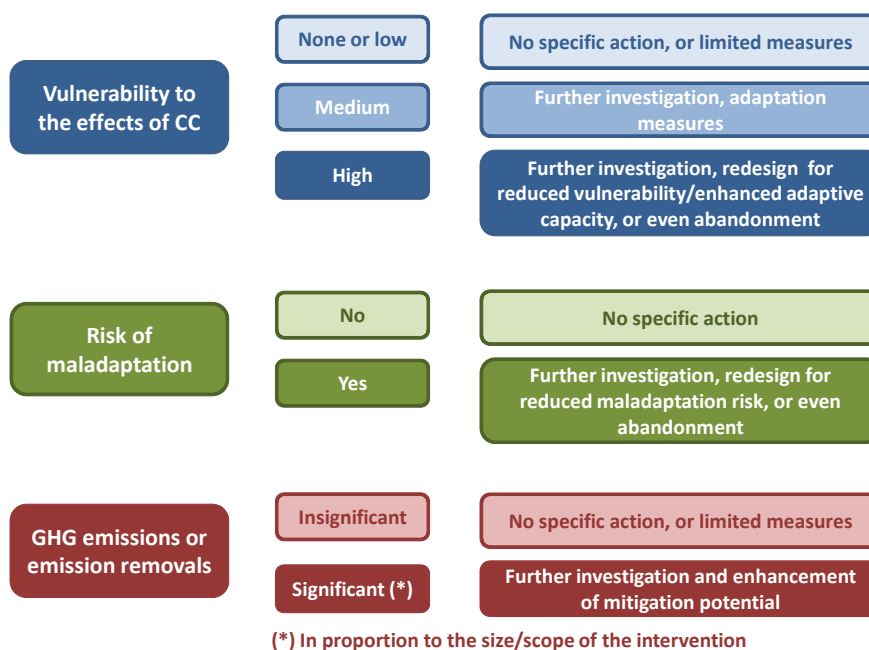 Vulnerability to
the effects of CC
None or low
No specific action, or limited measures
Medium
Further investigation, adaptation
measures
High
Further investigation, redesign for
reduced vulnerability/enhanced adaptive
capacity, or even abandonment
Risk of
maladaptation
No
No specific action
Yes
Further investigation, redesign for
reduced maladaptation risk, or even
abandonment
GHG emissions or
emission removals
Insignificant
No specific action, or limited measures
Significant (*)
Further investigation and enhancement
of mitigation potential
(*) In proportion to the size/scope of the intervention